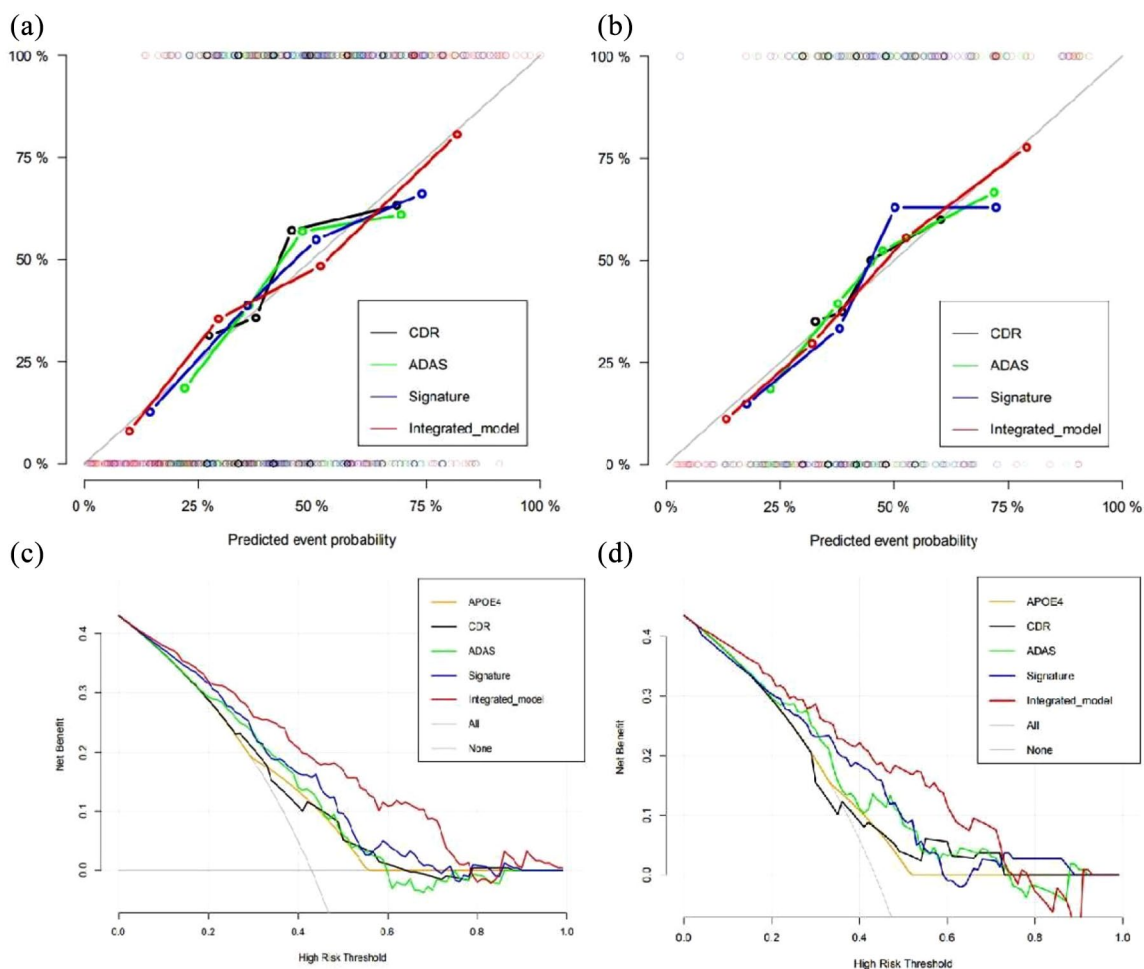 (a)
100 %
75 %
50 %
25 %
0 %
CDR
ADAS
Signature
Integrated_model
0 %
25 %
50 %
75 %
100 %
Predicted event probability
(b)
100 %
75 %
50 %
25 %
0 %
CDR
ADAS
Signature
Integrated_model
0 %
25 %
50 %
75 %
100 %
Predicted event probability
(c)
Net Benefit
0.4
0.3
0.2
0.1
0.0
APOE4
CDR
ADAS
Signature
Integrated_model
All
None
0.0
0.2
0.4
0.6
0.8
1.0
High Risk Threshold
(d)
Net Benefit
0.4
0.3
0.2
0.1
0.0
APOE4
CDR
ADAS
Signature
Integrated_model
All
None
0.0
0.2
0.4
0.6
0.8
1.0
High Risk Threshold